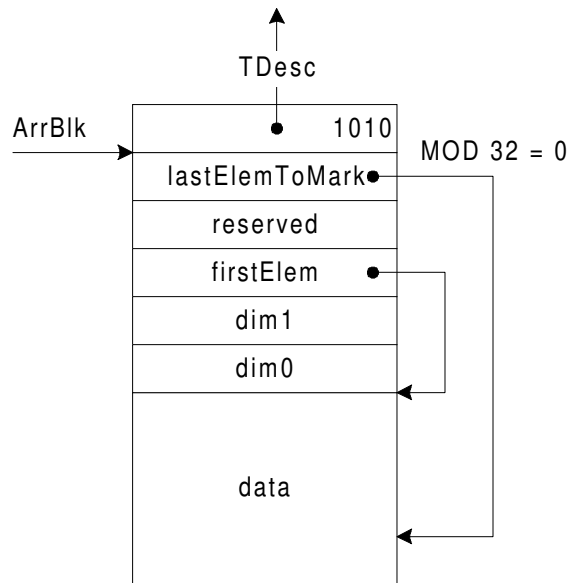 TDesc
ArrBlk
1010
MOD 32 = 0
lastElemToMark
reserved
firstElem
dim1
dim0
data